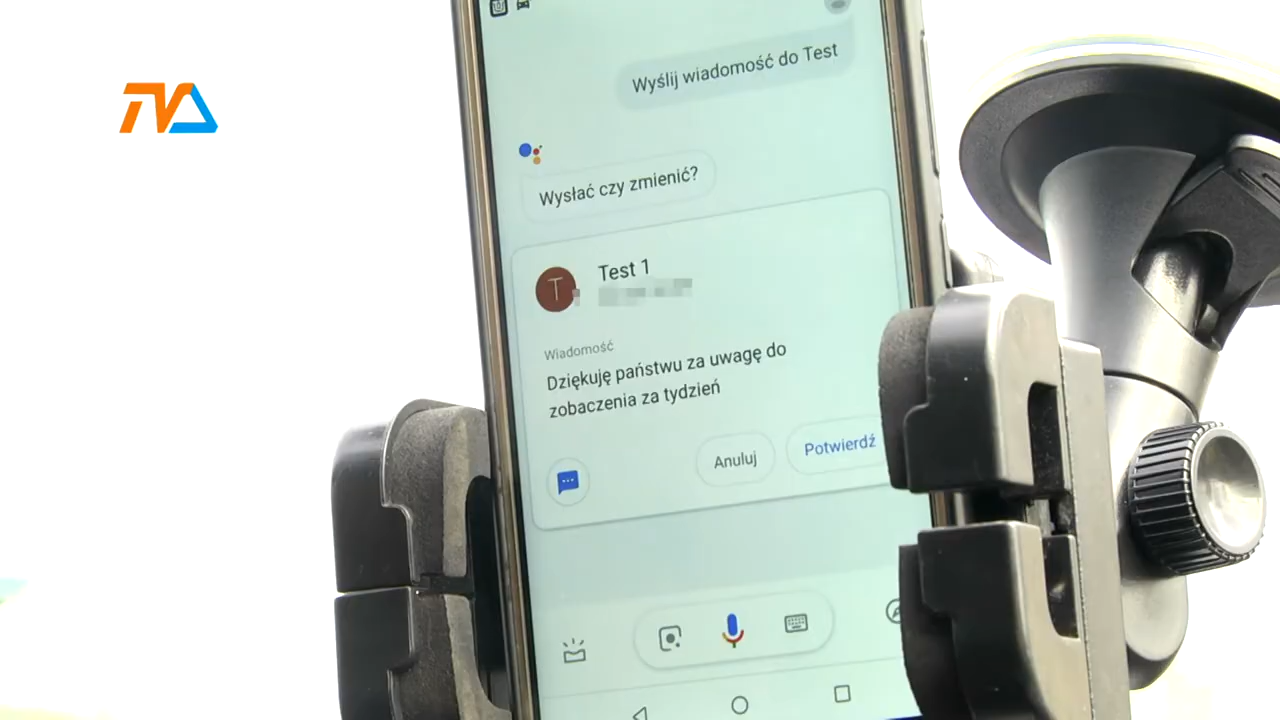 TVA
Wyślij wiadomość do Test
Wysłać czy zmienić?
Test 1
T
Wiadomość
Dziękuję państwu za uwagę do
zobaczenia za tydzień
Anuluj
Potwierdź